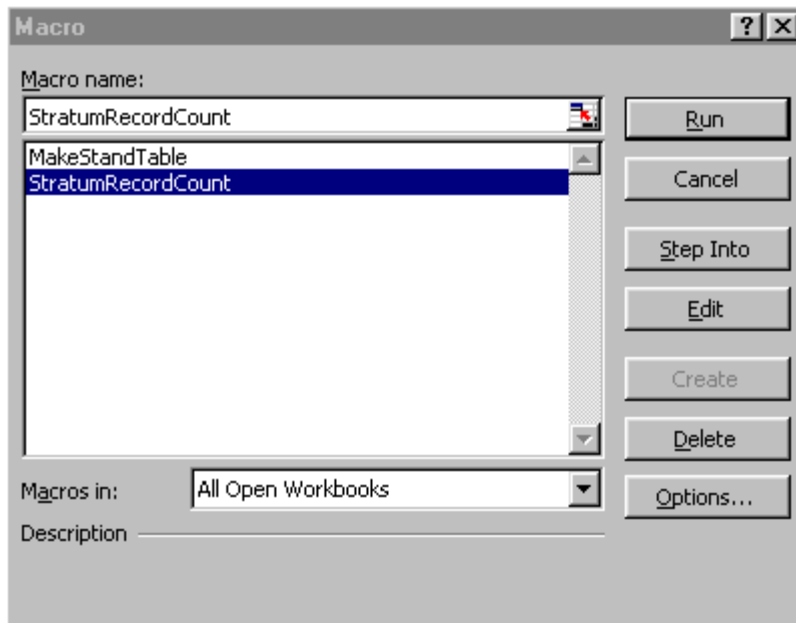 Macro
?
Macro name:
StratumRecordCount
MakeStandTable
StratumRecordCount
Run
Cancel
Step Into
Edit
Create
Delete
Options...
Macros in:
All Open Workbooks
Description